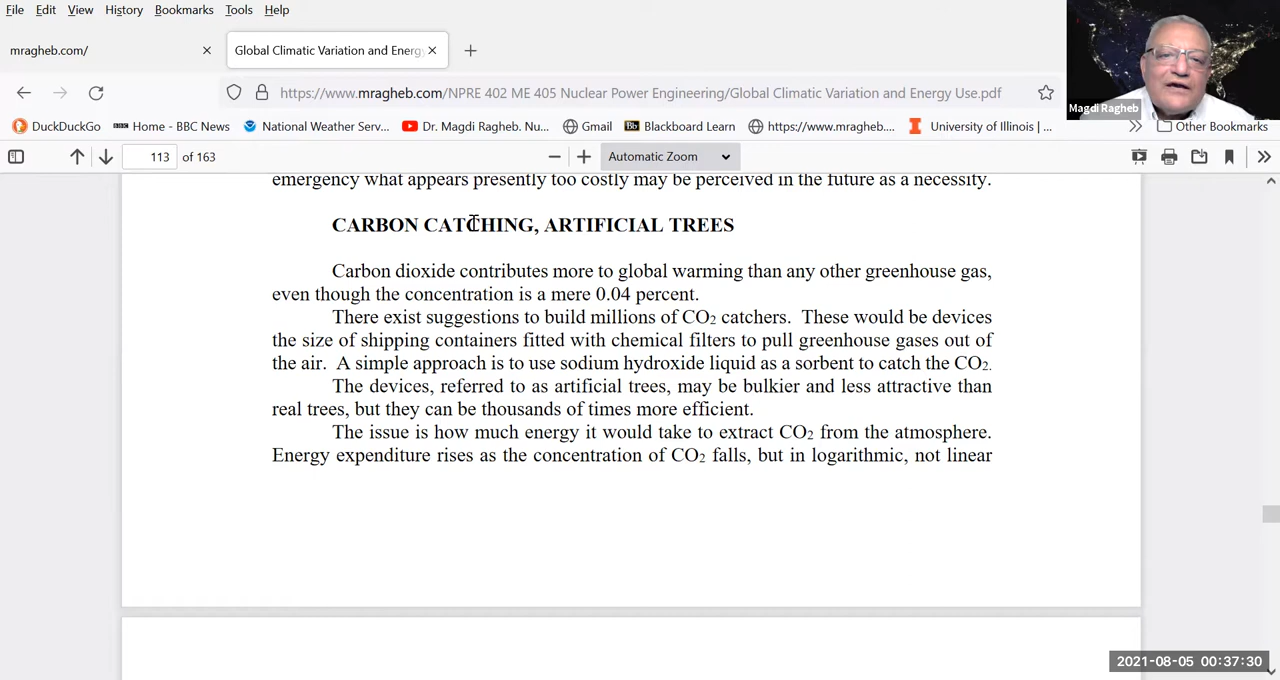 File Edit View History Bookmarks Tools Help
mragheb.com/ Global Climatic Variation and Energy
https://www.mragheb.com/NPRE 402 ME 405 Nuclear Power Engineering/Global Climatic Variation and Energy Use.pdf
Magdi Ragheb
DuckDuckGo BBC Home - BBC News National Weather Serv... Dr. Magdi Ragheb. Nu... Gmail Bb Blackboard Learn https://www.mragheb.... University of Illinois |... Other Bookmarks
113 of 163 Automatic Zoom
emergency what appears presently too costly may be perceived in the future as a necessity.
CARBON CATCHING, ARTIFICIAL TREES
Carbon dioxide contributes more to global warming than any other greenhouse gas,
even though the concentration is a mere 0.04 percent.
There exist suggestions to build millions of CO2 catchers. These would be devices
the size of shipping containers fitted with chemical filters to pull greenhouse gases out of
the air. A simple approach is to use sodium hydroxide liquid as a sorbent to catch the CO2.
The devices, referred to as artificial trees, may be bulkier and less attractive than
real trees, but they can be thousands of times more efficient.
The issue is how much energy it would take to extract CO2 from the atmosphere.
Energy expenditure rises as the concentration of CO2 falls, but in logarithmic, not linear
2021-08-05 00:37:30